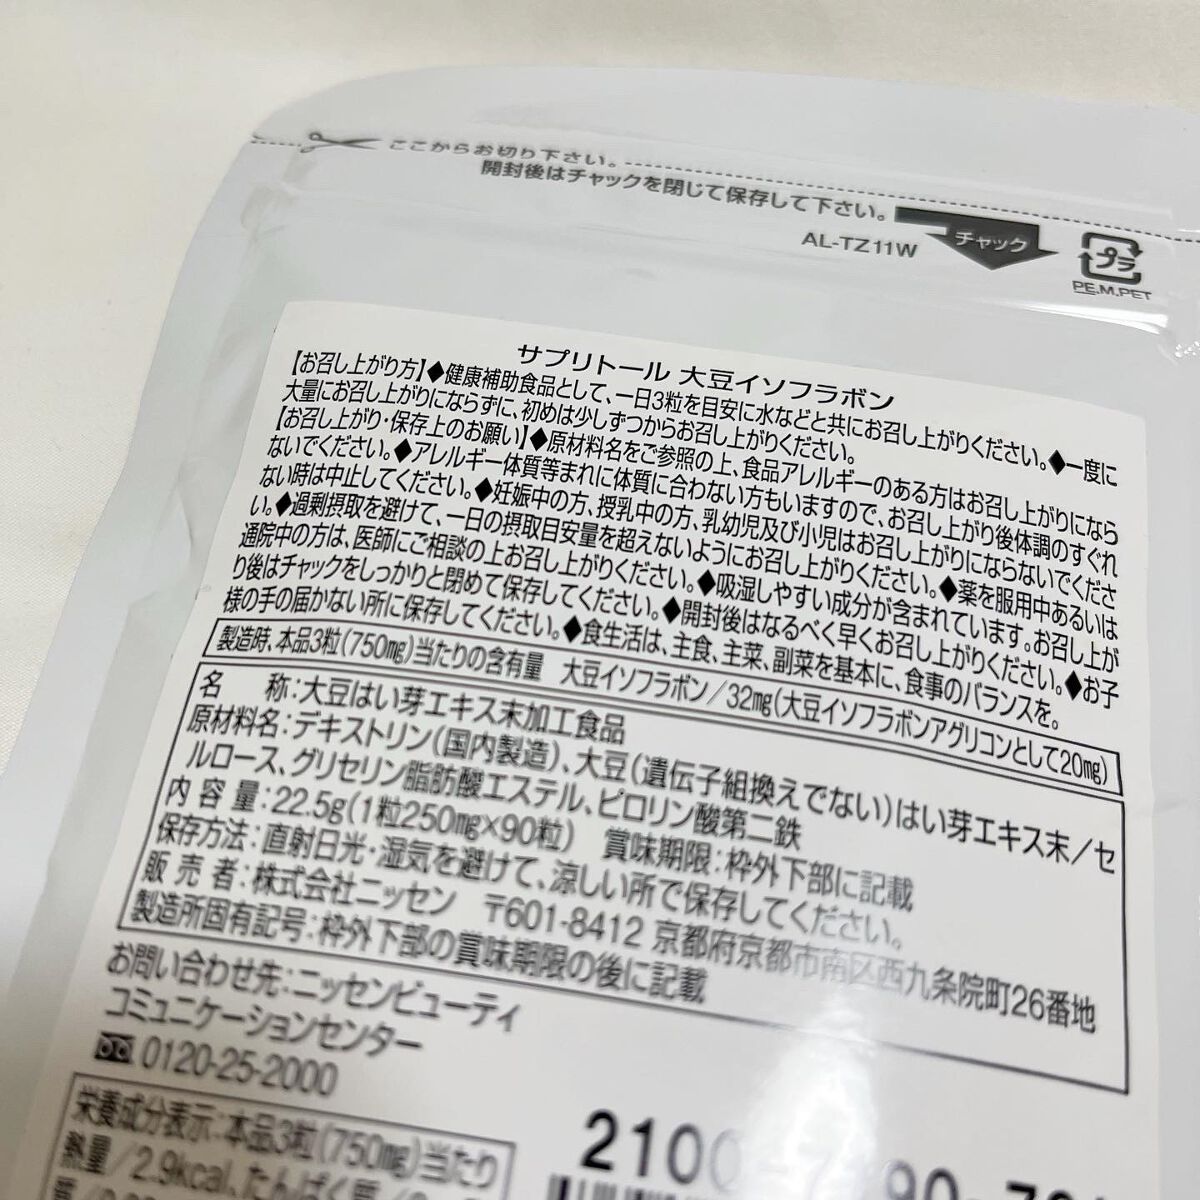 ここからお切り下さい。
開封後はチャックを閉じて保存して下さい。
チャック
AL-TZ11W
プラ
PE.M.PET
サプリトール 大豆イソフラボン
【お召し上がり方】◆健康補助食品として、一日3粒を目安に水などと共にお召し上がりください。◆一度に
大量にお召し上がりにならずに、初めは少しずつからお召し上がりください。
【お召し上がり・保存上のお願い】◆原材料名をご参照の上、食品アレルギーのある方はお召し上がりになら
ないでください。◆アレルギー体質等まれに体質に合わない方もいますので、お召し上がり後体調のすぐれ
ない時は中止してください。◆妊娠中の方、授乳中の方、乳幼児及び小児はお召し上がりにならないでくださ
い。◆過剰摂取を避けて、一日の摂取目安量を超えないようにお召し上がりください。◆薬を服用中あるいは
通院中の方は、医師にご相談の上お召し上がりください。◆吸湿しやすい成分が含まれています。お召し上が
り後はチャックをしっかりと閉めて保存してください。◆開封後はなるべく早くお召し上がりください。◆お子
様の手の届かない所に保存してください。◆食生活は、主食、主菜、副菜を基本に、食事のバランスを。
製造時、本品3粒(750mg)当たりの含有量 大豆イソフラボン/32mg(大豆イソフラボンアグリコンとして20mg)
名 称:大豆はい芽エキス末加工食品
原材料名:デキストリン(国内製造)、大豆(遺伝子組換えでない)はい芽エキス末/セ
ルロース、グリセリン脂肪酸エステル、ピロリン酸第二鉄
内容量:22.5g(1粒250mg×90粒) 賞味期限:枠外下部に記載
保存方法:直射日光・湿気を避けて、涼しい所で保存してください。
販売者:株式会社ニッセン 〒601-8412 京都府京都市南区西九条院町26番地
製造所固有記号:枠外下部の賞味期限の後に記載
お問い合わせ先:ニッセンビューティ
コミュニケーションセンター
0120-25-2000
栄養成分表示:本品3粒(750mg)当たり
熱量/2.9kcal、たんぱく質/
2100